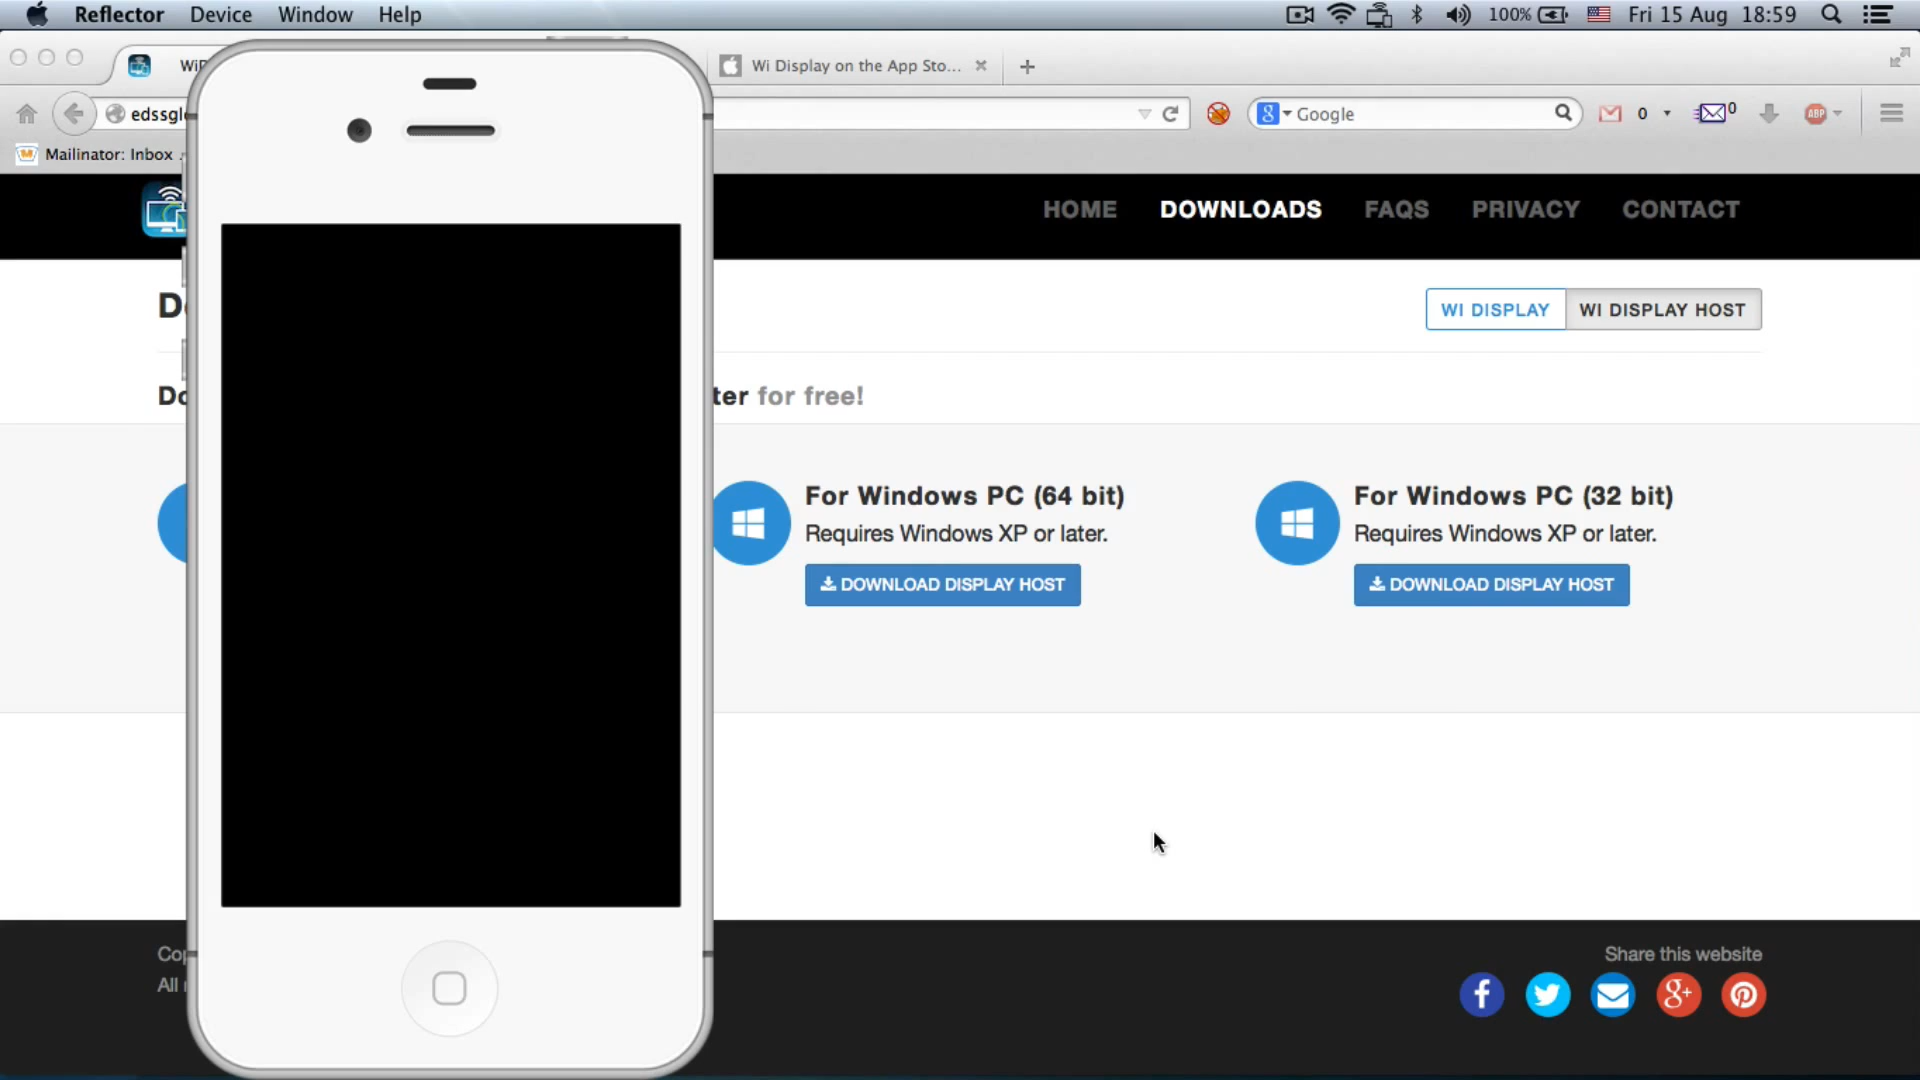 Reflector Device Window Help 100% Fri 15 Aug 18:59
Wi Display on the App Sto...
Google 0 0 ABP
Mailinator: Inbox
HOME DOWNLOADS FAQS PRIVACY CONTACT
WI DISPLAY WI DISPLAY HOST
for free!
For Windows PC (64 bit)
Requires Windows XP or later.
DOWNLOAD DISPLAY HOST
For Windows PC (32 bit)
Requires Windows XP or later.
DOWNLOAD DISPLAY HOST
All
Share this website